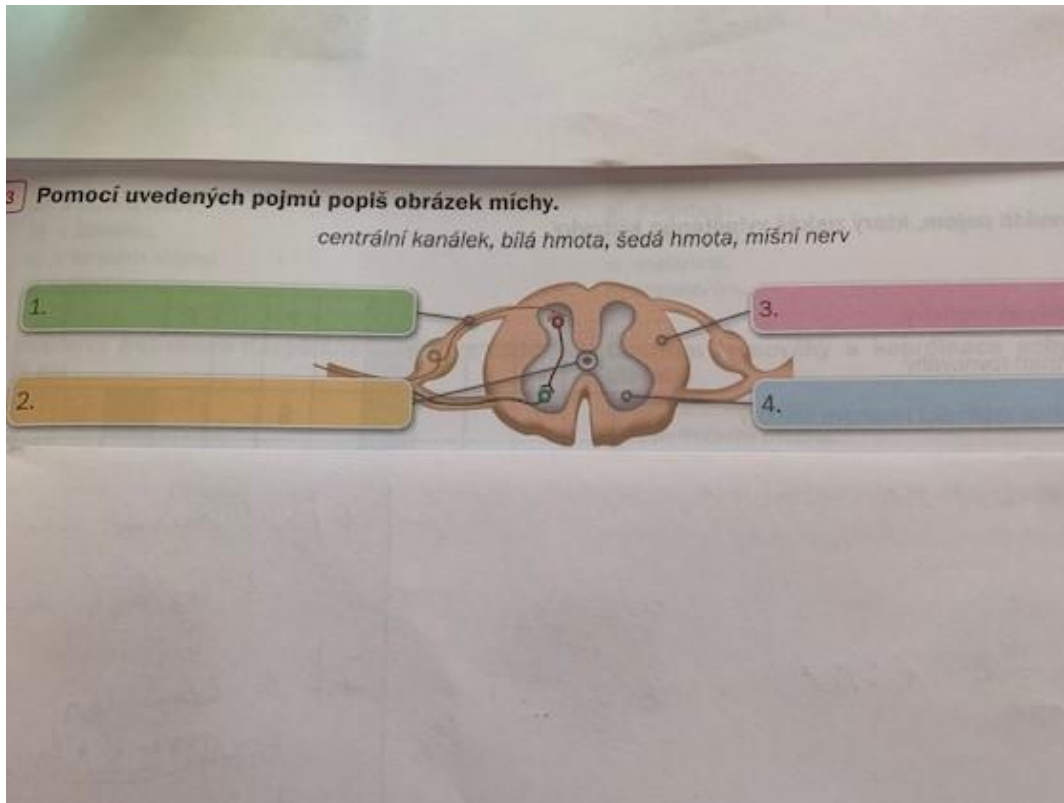 3 Pomocí uvedených pojmů popiš obrázek míchy.
centrální kanálek, bílá hmota, šedá hmota, míšní nerv
1.
3.
2.
4.